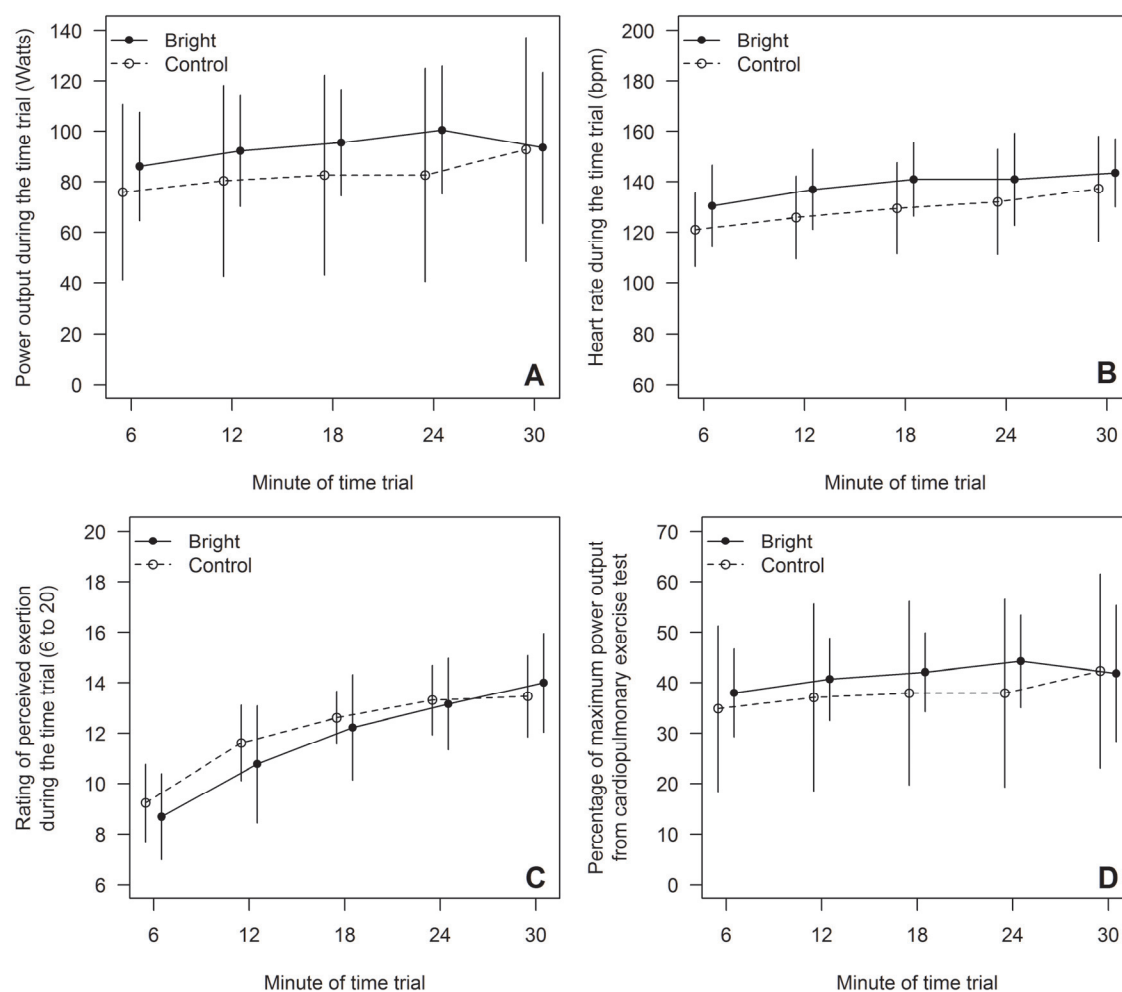 Power output during the time trial (Watts)
140
120
100
80
60
40
20
0
Bright
Control
A
6 12 18 24 30
Minute of time trial
Heart rate during the time trial (bpm)
200
180
160
140
120
100
80
60
Bright
Control
B
6 12 18 24 30
Minute of time trial
Rating of perceived exertion
during the time trial (6 to 20)
20
18
16
14
12
10
8
6
Bright
Control
C
6 12 18 24 30
Minute of time trial
Percentage of maximum power output
from cardiopulmonary exercise test
70
60
50
40
30
20
10
0
Bright
Control
D
6 12 18 24 30
Minute of time trial